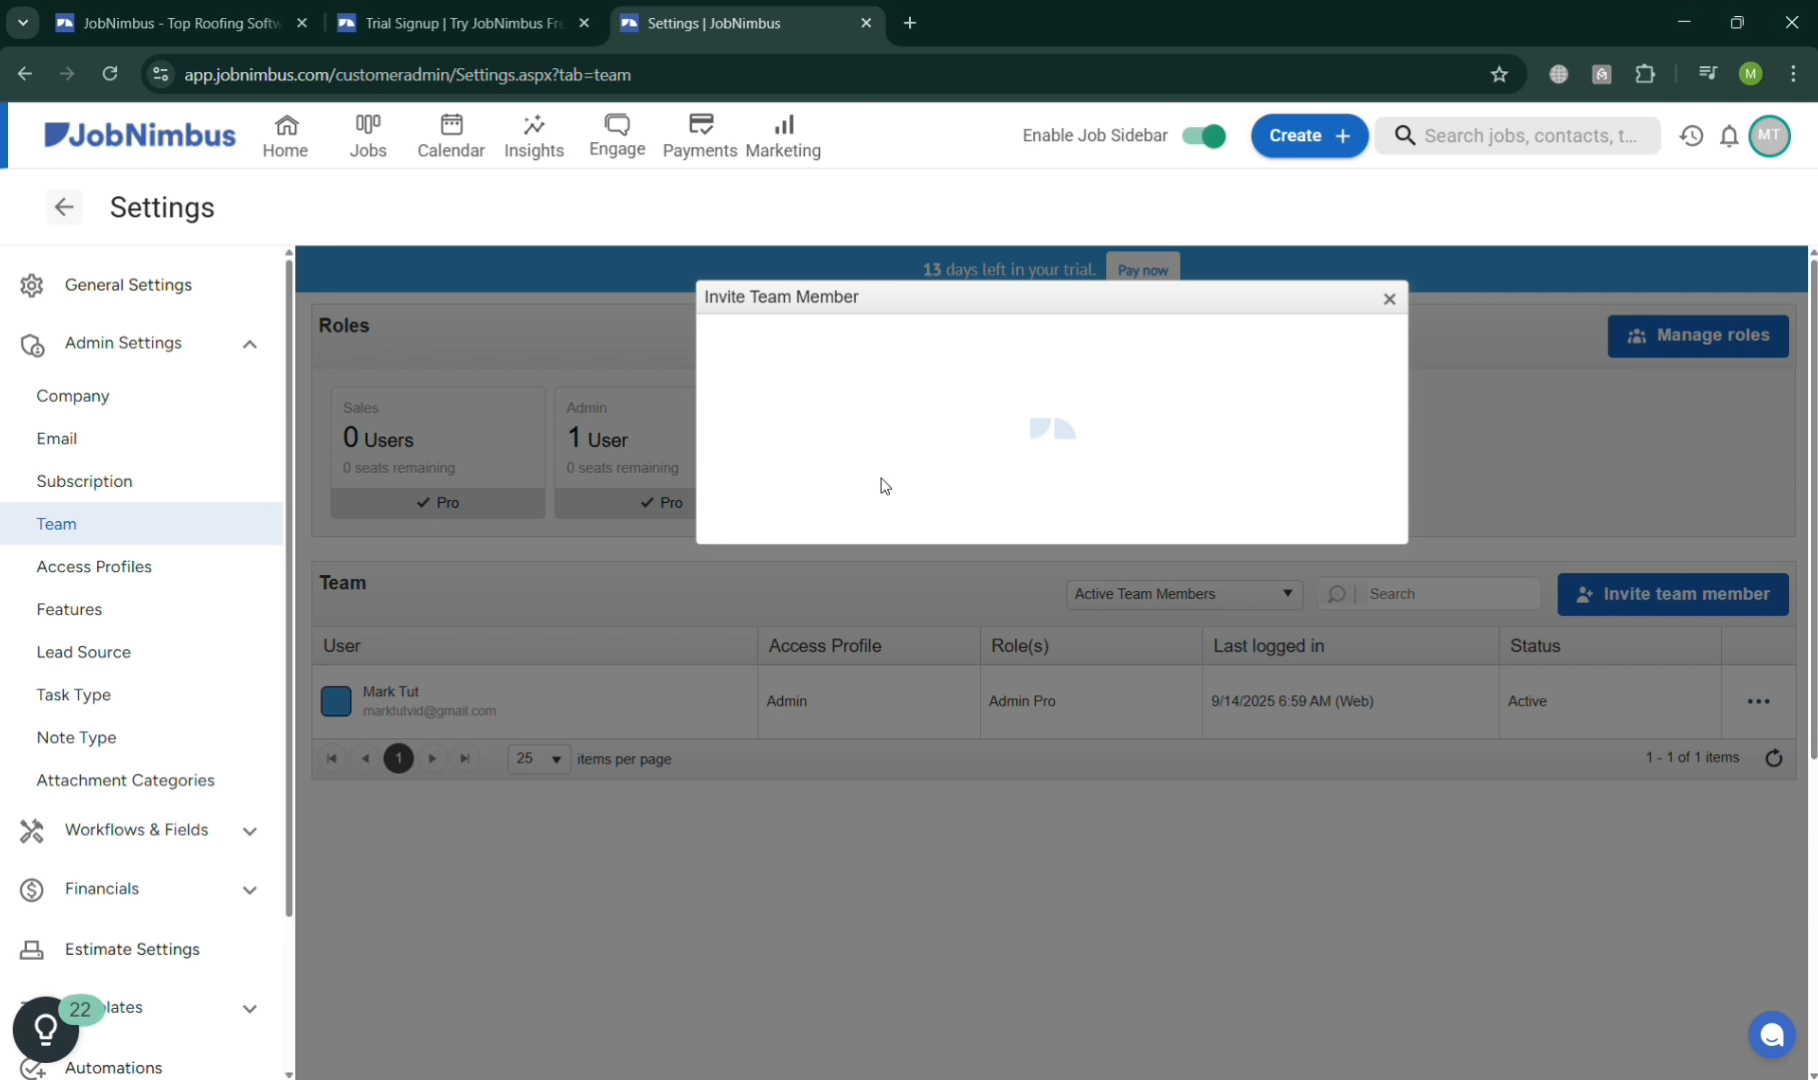 JobNimbus - Top Roofing Softw
Trial Signup | Try JobNimbus Fre
Settings | JobNimbus
app.jobnimbus.com/customeradmin/Settings.aspx?tab=team
M
JobNimbus
Home
Jobs
Calendar
Insights
Engage
Payments
Marketing
Enable Job Sidebar
Create +
Search jobs, contacts, t...
MT
Settings
General Settings
Admin Settings
Company
Email
Subscription
Team
Access Profiles
Features
Lead Source
Task Type
Note Type
Attachment Categories
Workflows & Fields
Financials
Estimate Settings
22
lates
Automations
13 days left in your trial.
Pay now
Roles
Manage roles
Sales
0 Users
0 seats remaining
Pro
Admin
1 User
0 seats remaining
Pro
Invite Team Member
Team
Active Team Members
Search
Invite team member
User
Access Profile
Role(s)
Last logged in
Status
Mark Tut
marktutvid@gmail.com
Admin
Admin Pro
9/14/2025 6:59 AM (Web)
Active
1
25
items per page
1 - 1 of 1 items